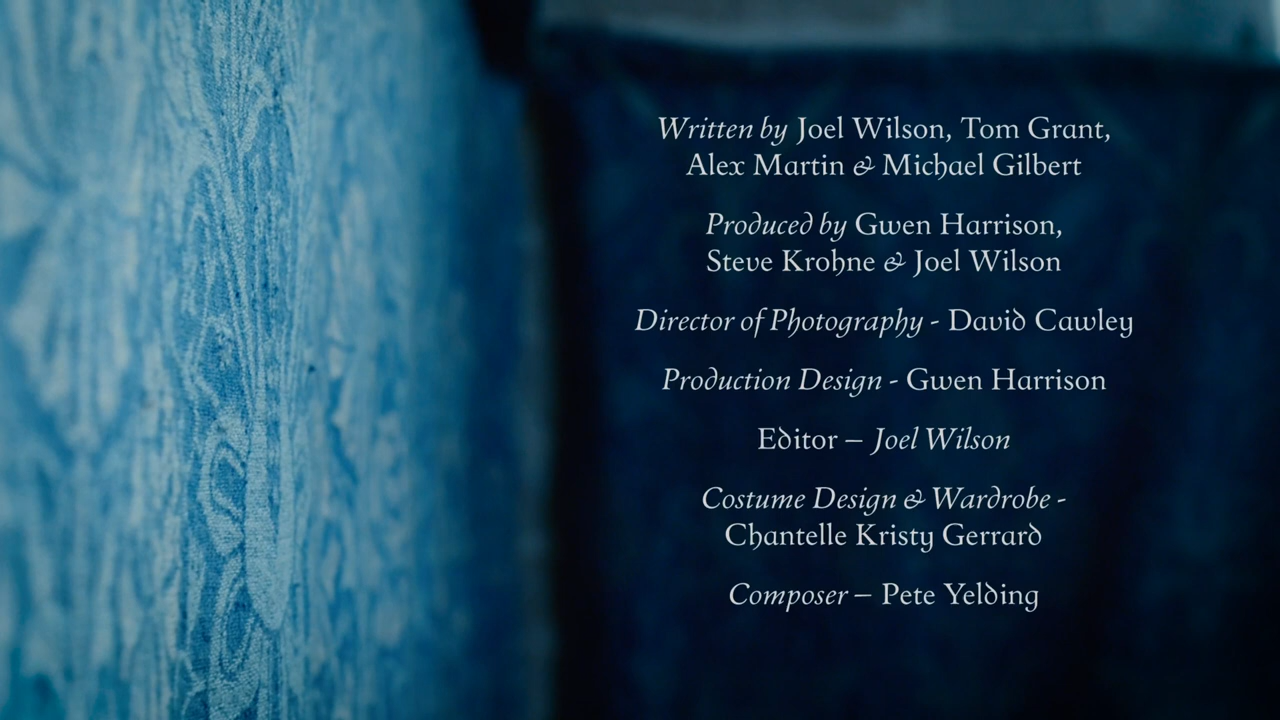 Written by Joel Wilson, Tom Grant,
Alex Martin & Michael Gilbert
Produced by Gwen Harrison,
Steve Krohne & Joel Wilson
Director of Photography - David Cawley
Production Design - Gwen Harrison
Editor – Joel Wilson
Costume Design & Wardrobe -
Chantelle Kristy Gerrard
Composer – Pete Yelding